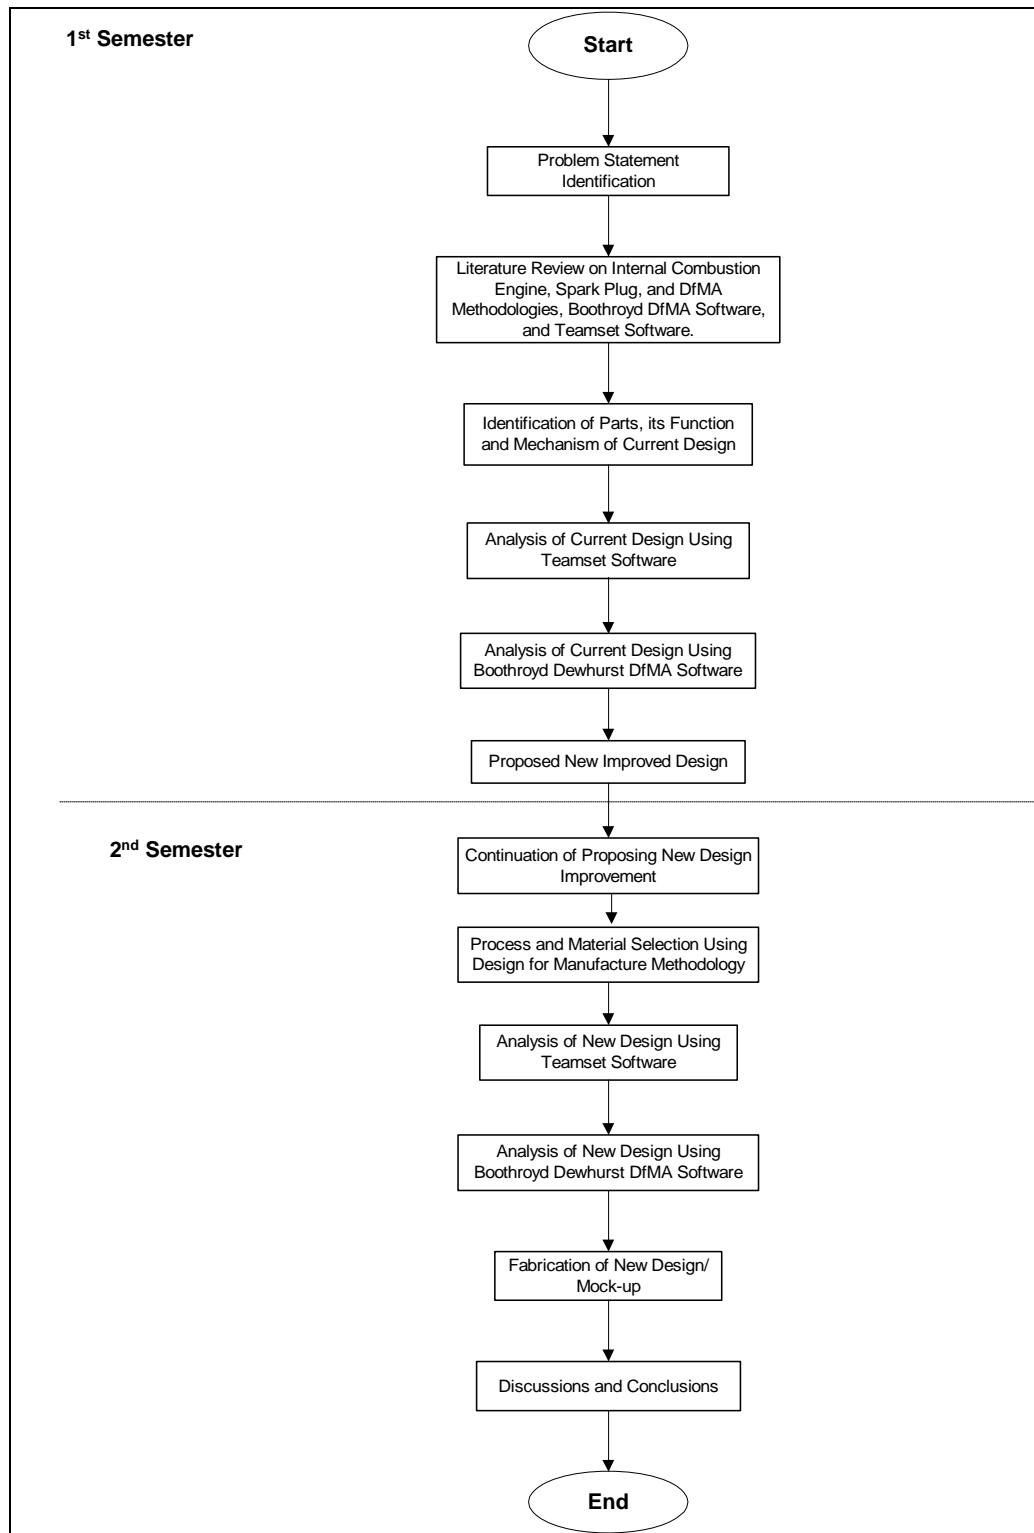 1st Semester
Start
Problem Statement
Identification
Literature Review on Internal Combustion
Engine, Spark Plug, and DfMA
Methodologies, Boothroyd DfMA Software,
and Teamset Software.
Identification of Parts, its Function
and Mechanism of Current Design
Analysis of Current Design Using
Teamset Software
Analysis of Current Design Using
Boothroyd Dewhurst DfMA Software
Proposed New Improved Design
2nd Semester
Continuation of Proposing New Design
Improvement
Process and Material Selection Using
Design for Manufacture Methodology
Analysis of New Design Using
Teamset Software
Analysis of New Design Using
Boothroyd Dewhurst DfMA Software
Fabrication of New Design/
Mock-up
Discussions and Conclusions
End